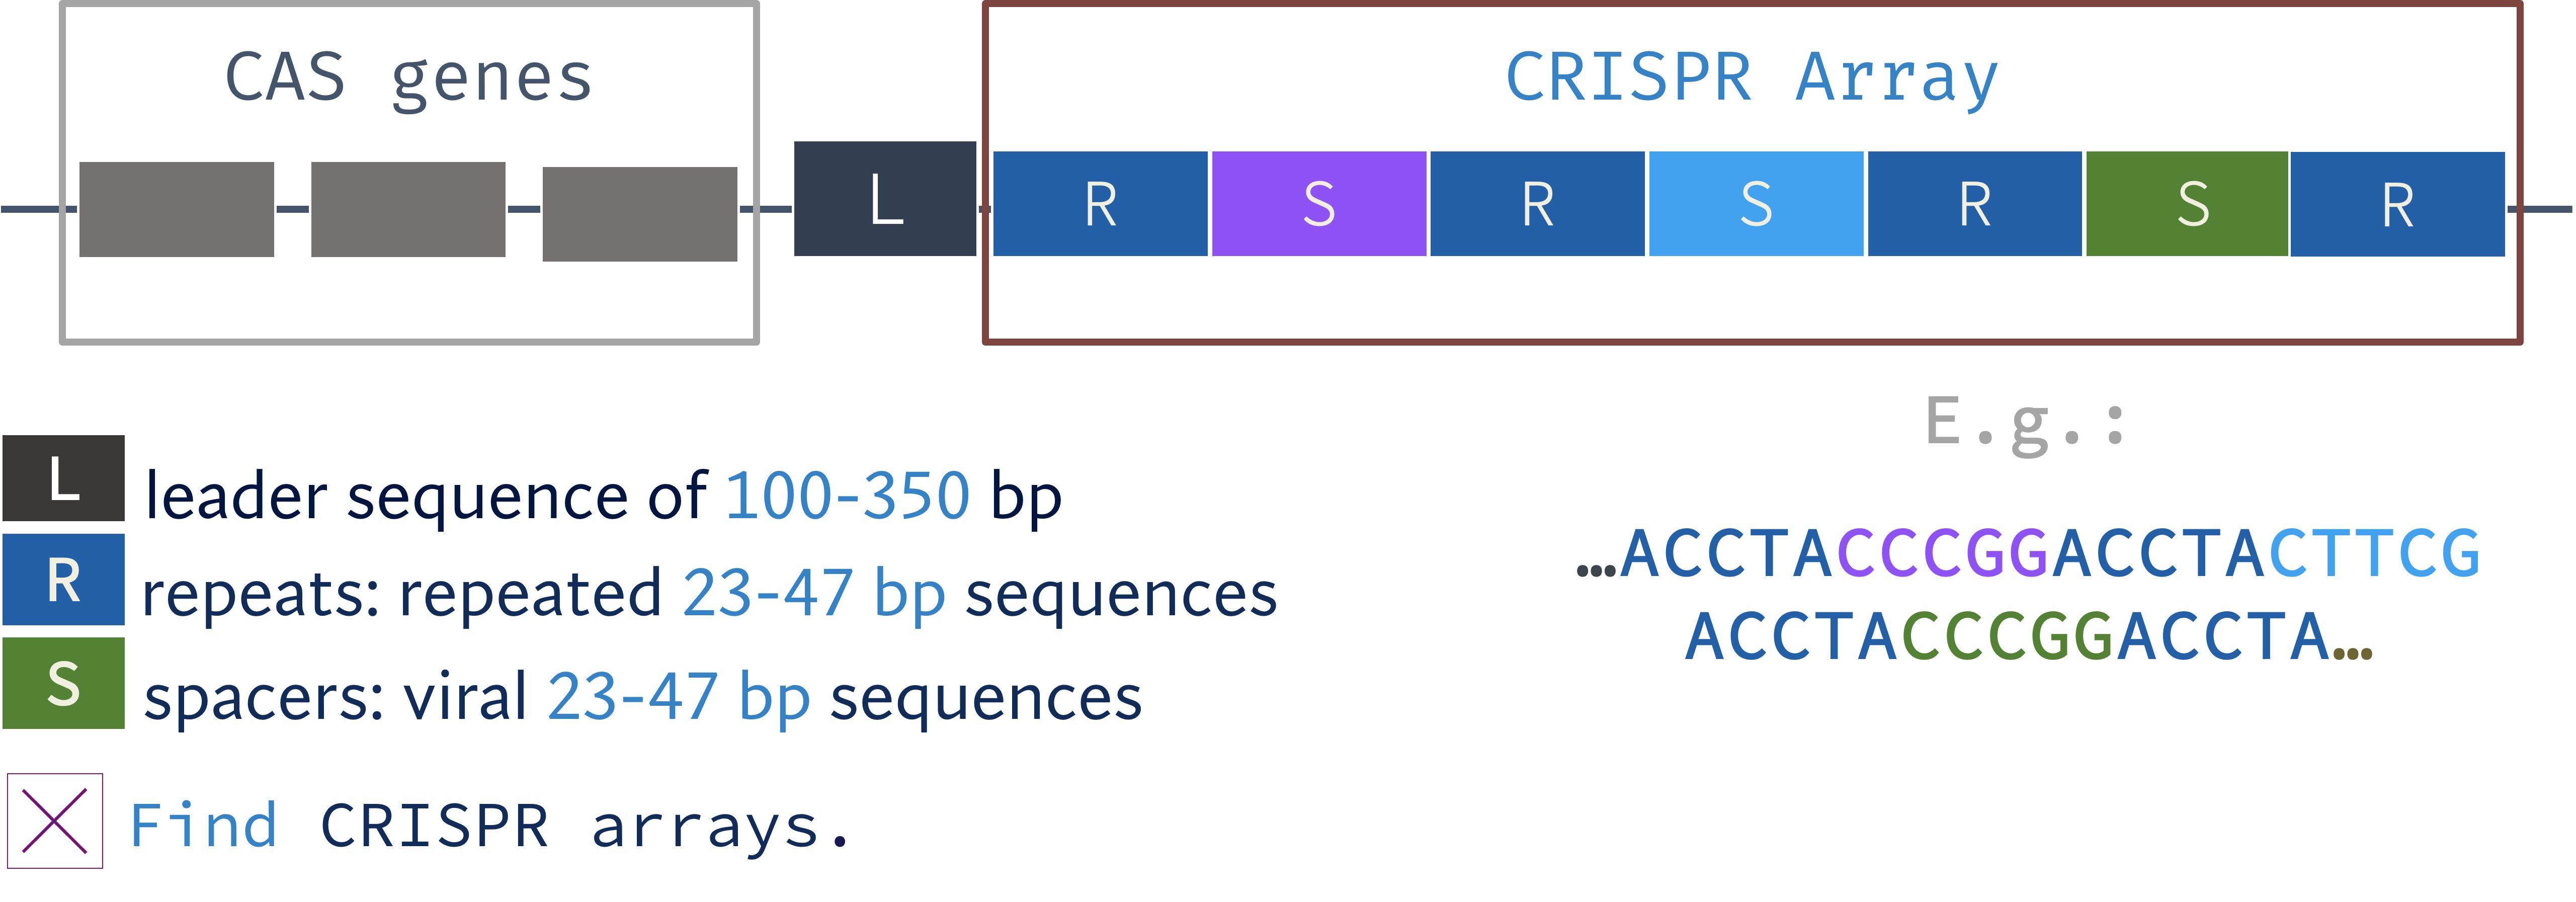 CAS genes
CRISPR Array
L
R S R S R S R
E.g.:
L leader sequence of 100-350 bp
R repeats: repeated 23-47 bp sequences
S spacers: viral 23-47 bp sequences
…ACCTACCCGGACCTACTTCG
ACCTACCCGGACCTA…
Find CRISPR arrays.